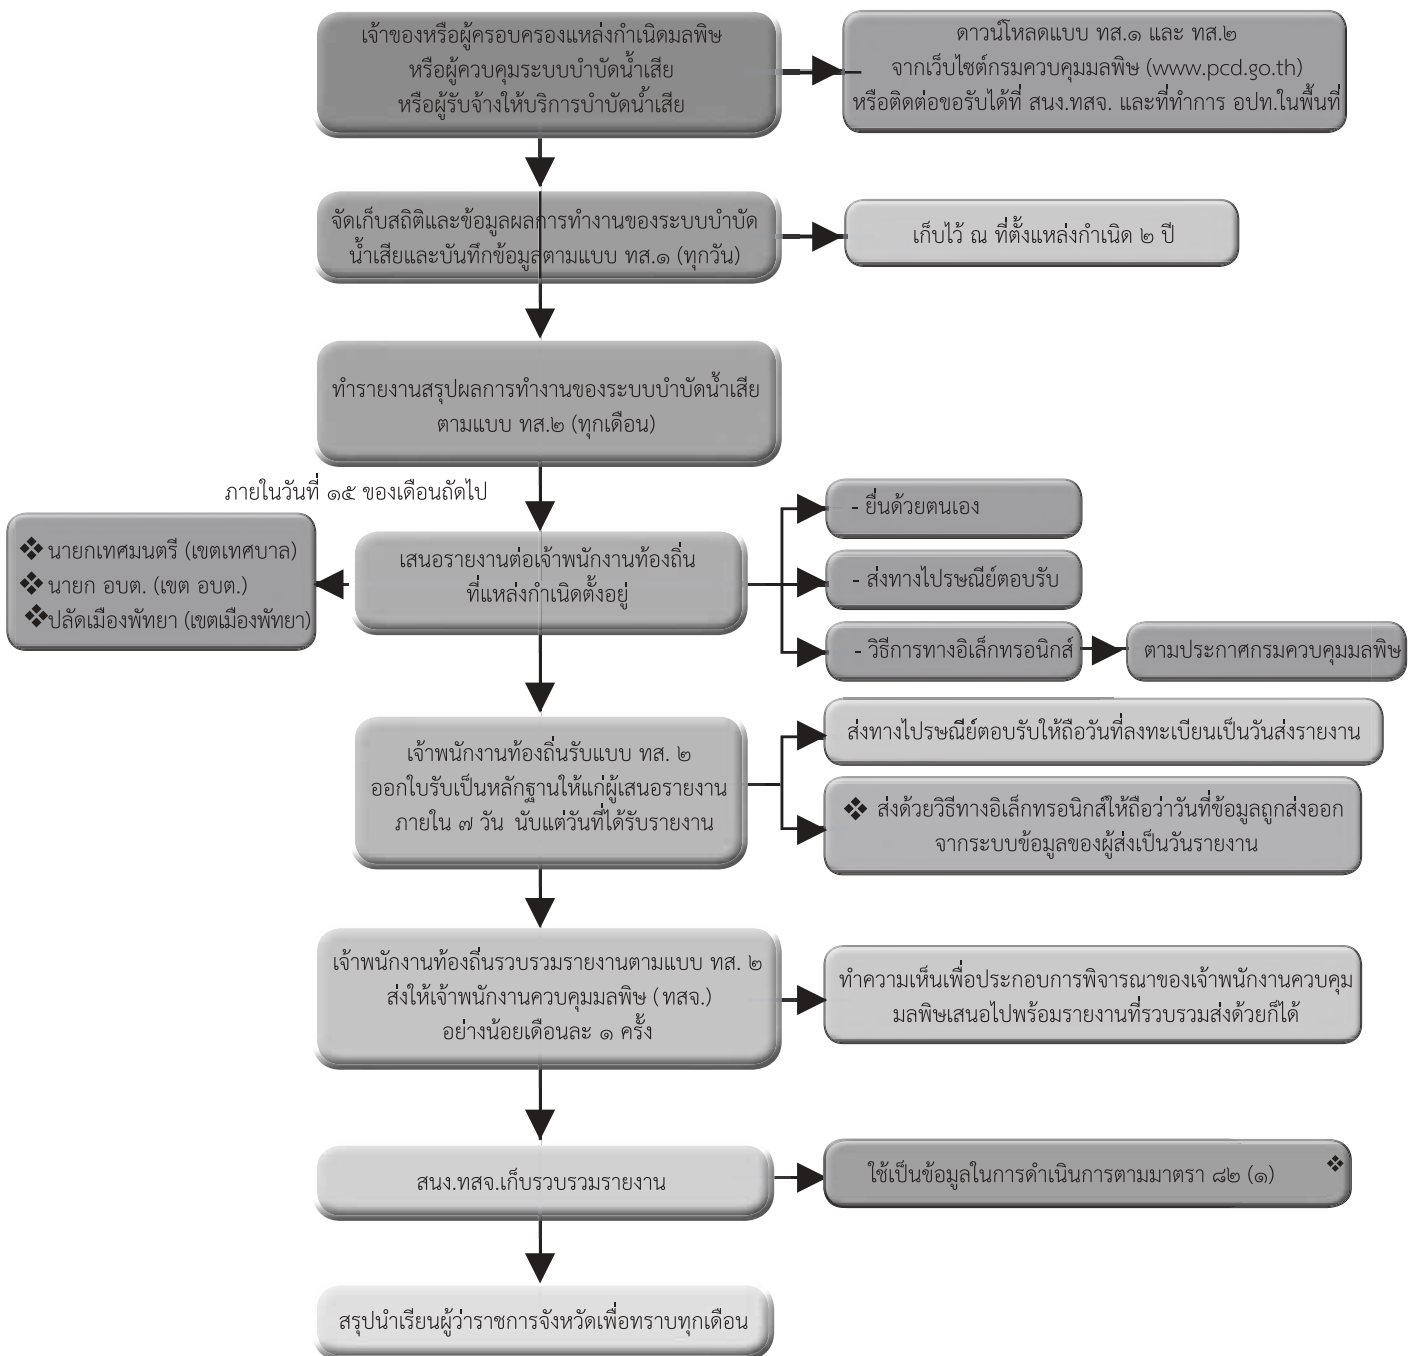 เจ้าของหรือผู้ครอบครองแหล่งกำเนิดมลพิษ
หรือผู้ควบคุมระบบบำบัดน้ำเสีย
หรือผู้รับจ้างให้บริการบำบัดน้ำเสีย
ดาวน์โหลดแบบ ทส.๑ และ ทส.๒
จากเว็บไซต์กรมควบคุมมลพิษ (www.pcd.go.th)
หรือติดต่อขอรับได้ที่ สนง.ทสจ. และที่ทำการ อปท.ในพื้นที่
จัดเก็บสถิติและข้อมูลผลการทำงานของระบบบำบัด
น้ำเสียและบันทึกข้อมูลตามแบบ ทส.๑ (ทุกวัน)
เก็บไว้ ณ ที่ตั้งแหล่งกำเนิด ๒ ปี
ทำรายงานสรุปผลการทำงานของระบบบำบัดน้ำเสีย
ตามแบบ ทส.๒ (ทุกเดือน)
ภายในวันที่ ๑๕ ของเดือนถัดไป
❖ นายกเทศมนตรี (เขตเทศบาล)
❖ นายก อบต. (เขต อบต.)
❖ปลัดเมืองพัทยา (เขตเมืองพัทยา)
เสนอรายงานต่อเจ้าพนักงานท้องถิ่น
ที่แหล่งกำเนิดตั้งอยู่
- ยื่นด้วยตนเอง
- ส่งทางไปรษณีย์ตอบรับ
- วิธีการทางอิเล็กทรอนิกส์
ตามประกาศกรมควบคุมมลพิษ
เจ้าพนักงานท้องถิ่นรับแบบ ทส. ๒
ออกใบรับเป็นหลักฐานให้แก่ผู้เสนอรายงาน
ภายใน ๗ วัน นับแต่วันที่ได้รับรายงาน
ส่งทางไปรษณีย์ตอบรับให้ถือวันที่ลงทะเบียนเป็นวันส่งรายงาน
❖ ส่งด้วยวิธีทางอิเล็กทรอนิกส์ให้ถือว่าวันที่ข้อมูลถูกส่งออก
จากระบบข้อมูลของผู้ส่งเป็นวันรายงาน
เจ้าพนักงานท้องถิ่นรวบรวมรายงานตามแบบ ทส. ๒
ส่งให้เจ้าพนักงานควบคุมมลพิษ (ทสจ.)
อย่างน้อยเดือนละ ๑ ครั้ง
ทำความเห็นเพื่อประกอบการพิจารณาของเจ้าพนักงานควบคุม
มลพิษเสนอไปพร้อมรายงานที่รวบรวมส่งด้วยก็ได้
สนง.ทสจ.เก็บรวบรวมรายงาน
ใช้เป็นข้อมูลในการดำเนินการตามมาตรา ๘๒ (๑) ❖
สรุปนำเรียนผู้ว่าราชการจังหวัดเพื่อทราบทุกเดือน